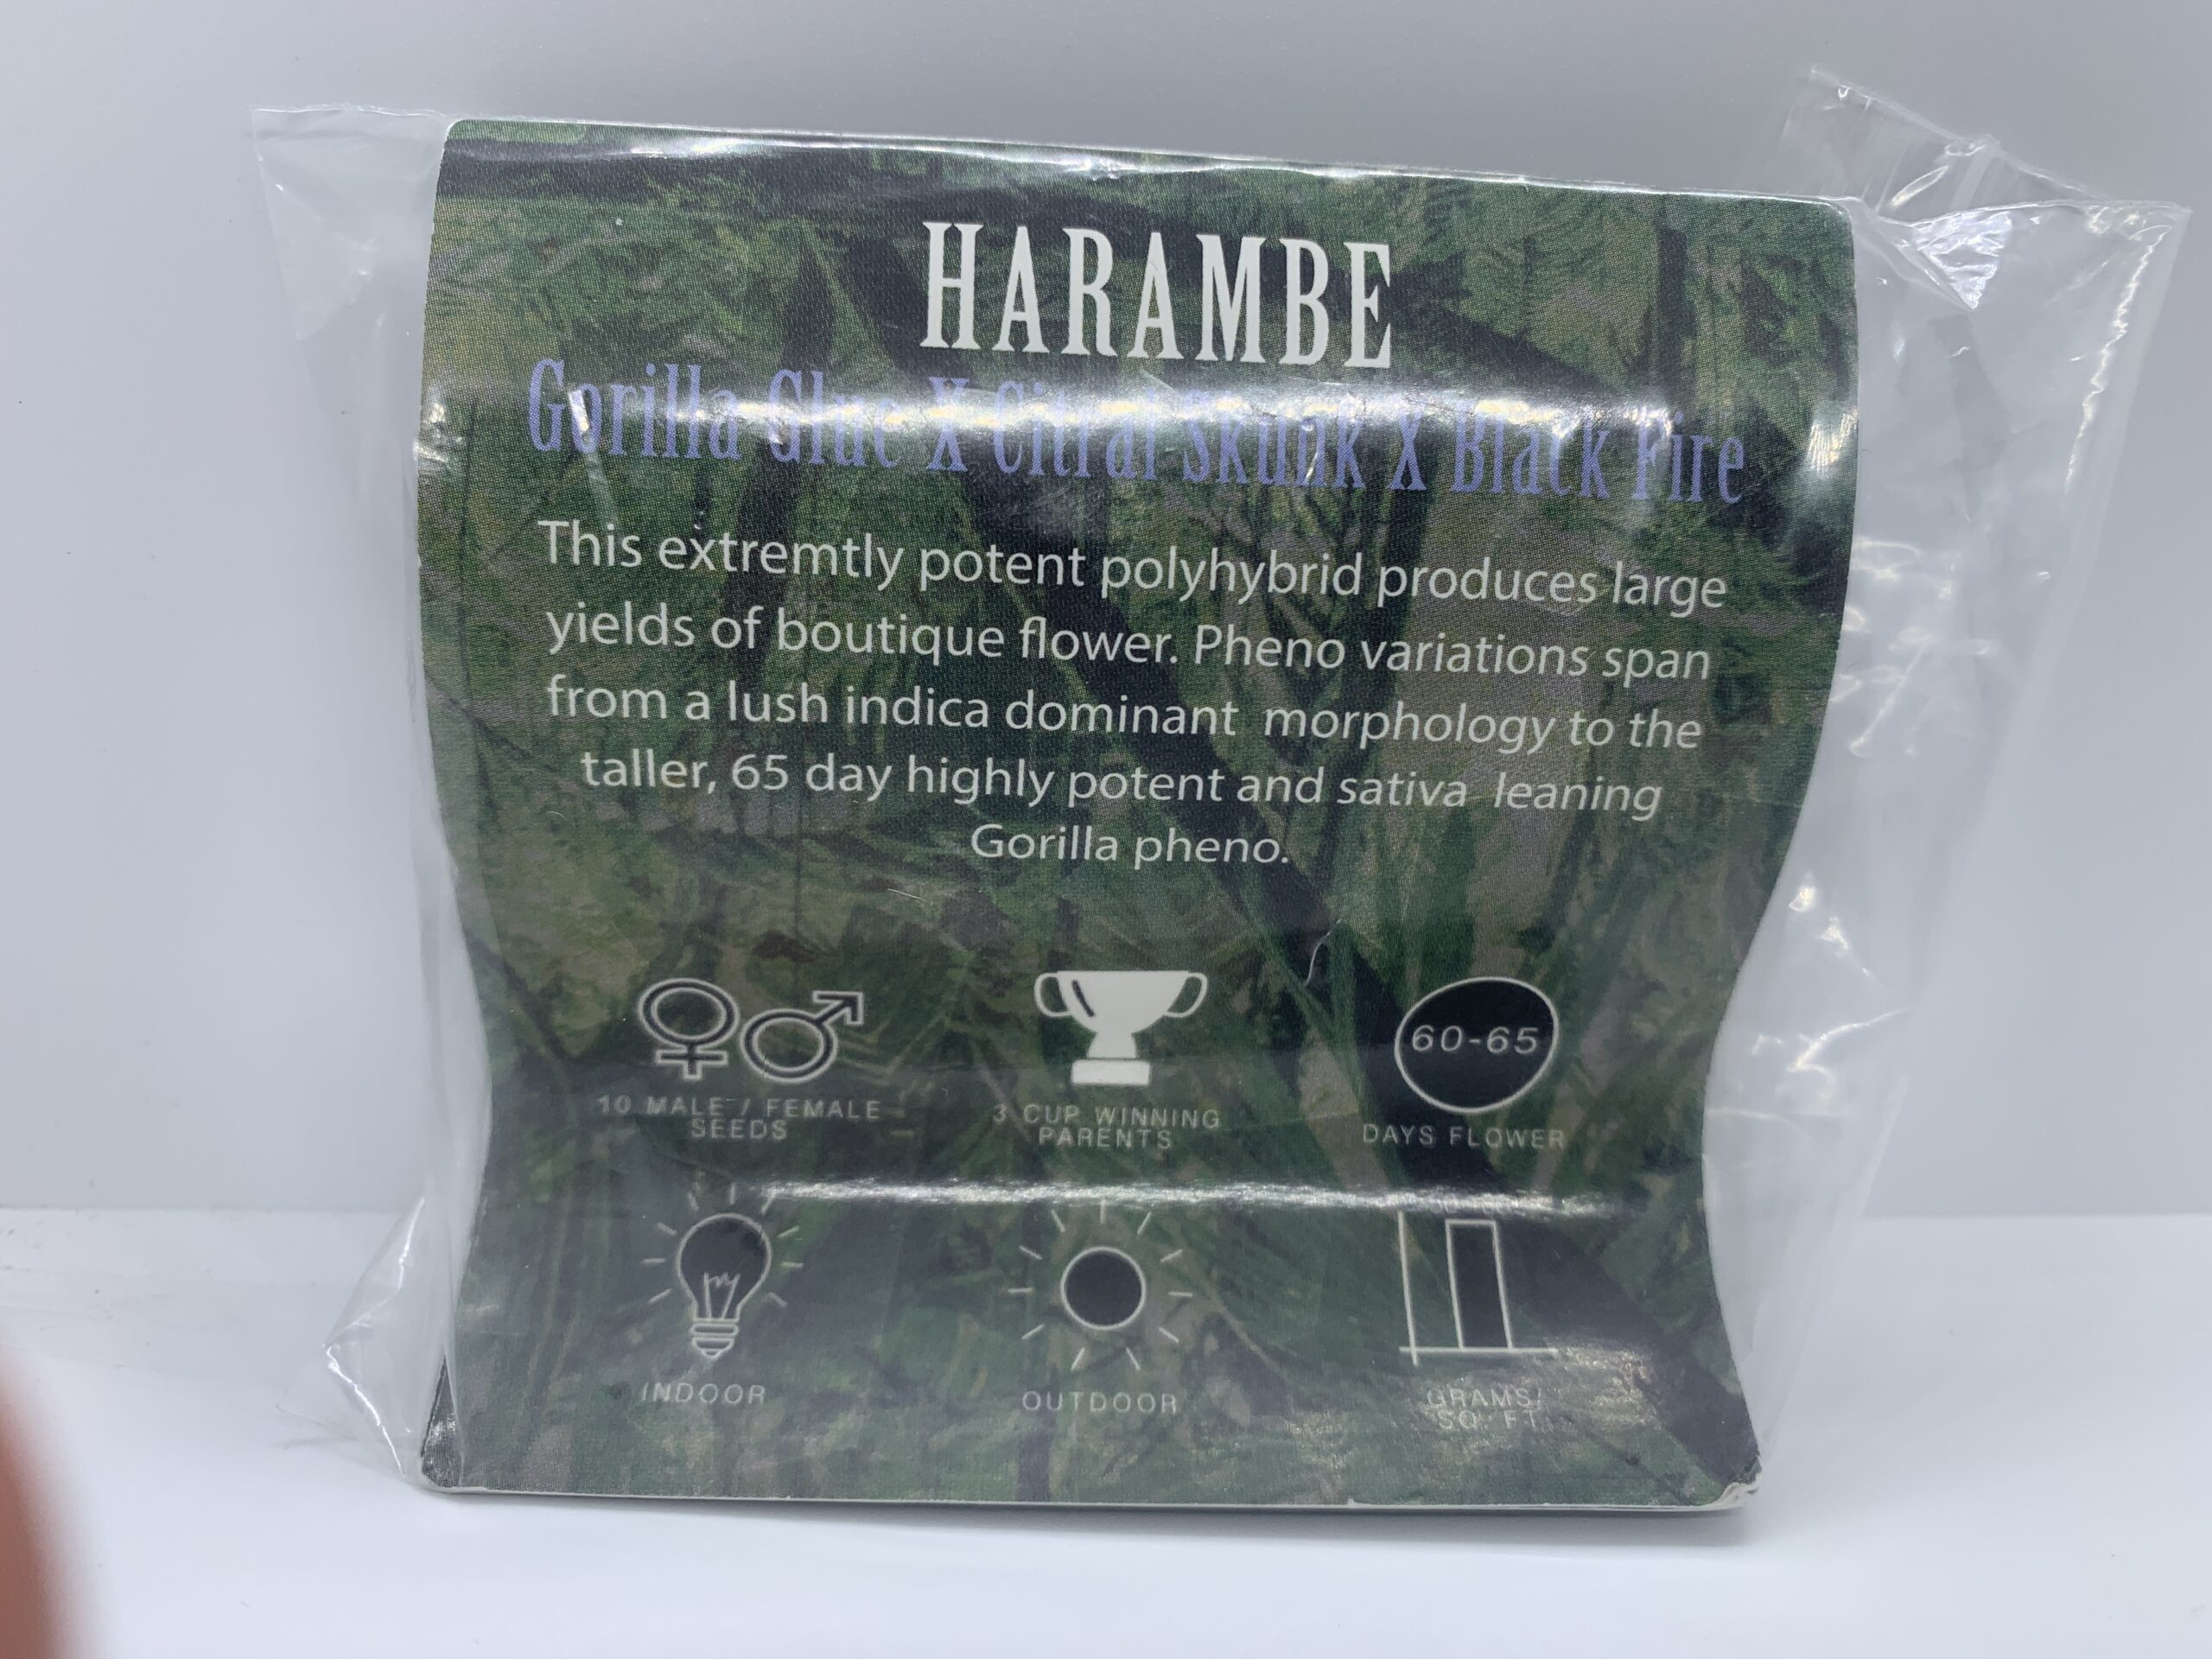 HARAMBE
Gorilla Glue X Citral Skunk X Black Fire
This extremtly potent polyhybrid produces large
yields of boutique flower. Pheno variations span
from a lush indica dominant morphology to the
taller, 65 day highly potent and sativa leaning
Gorilla pheno.
10 MALE / FEMALE
SEEDS
3 CUP WINNING
PARENTS
60-65
DAYS FLOWER
INDOOR
OUTDOOR
GRAMS/
SQ. FT.